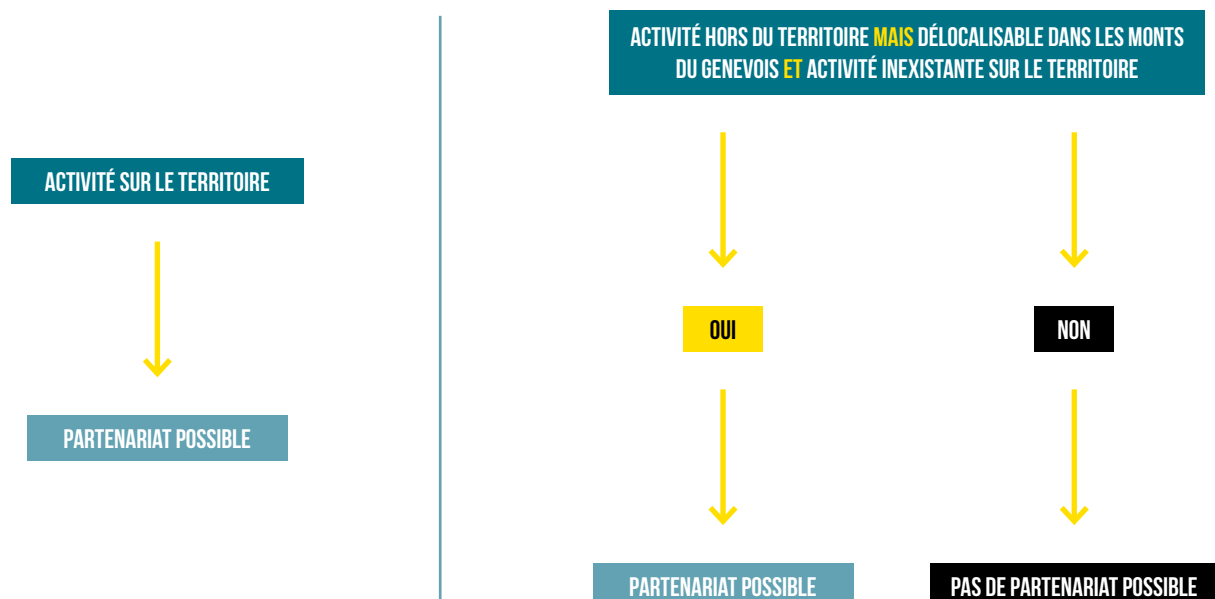 ACTIVITÉ SUR LE TERRITOIRE
PARTENARIAT POSSIBLE
ACTIVITÉ HORS DU TERRITOIRE MAIS DÉLOCALISABLE DANS LES MONTS
DU GENEVOIS ET ACTIVITÉ INEXISTANTE SUR LE TERRITOIRE
OUI
NON
PARTENARIAT POSSIBLE
PAS DE PARTENARIAT POSSIBLE